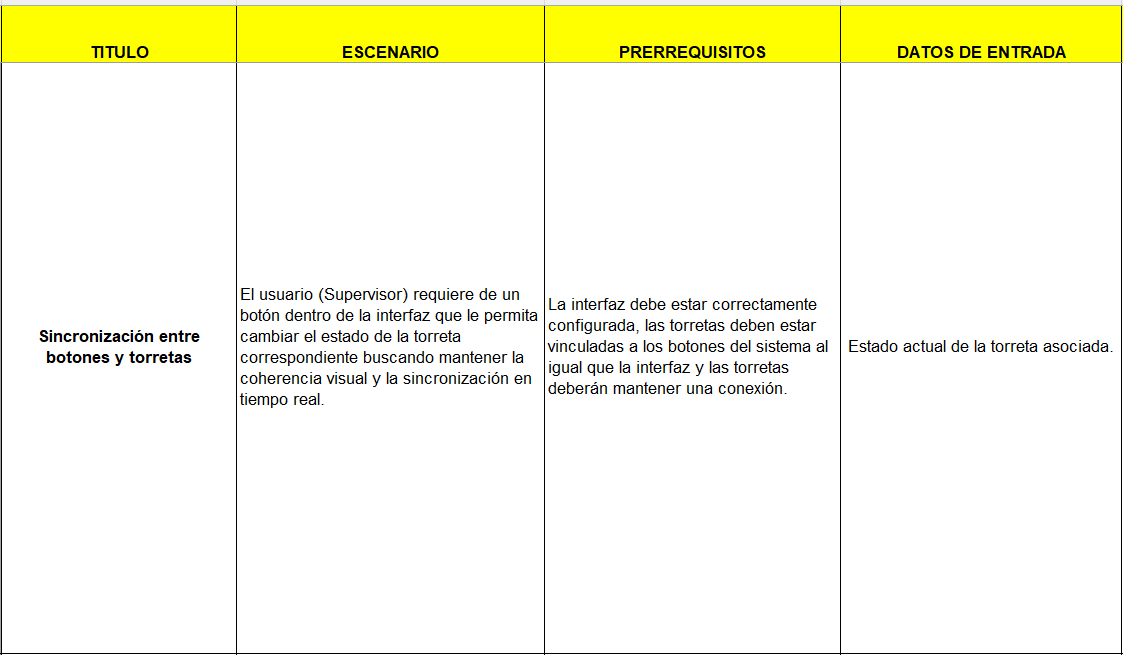 TITULO
ESCENARIO
PRERREQUISITOS
DATOS DE ENTRADA
Sincronización entre
botones y torretas
El usuario (Supervisor) requiere de un
botón dentro de la interfaz que le permita
cambiar el estado de la torreta
correspondiente buscando mantener la
coherencia visual y la sincronización en
tiempo real.
La interfaz debe estar correctamente
configurada, las torretas deben estar
vinculadas a los botones del sistema al
igual que la interfaz y las torretas
deberán mantener una conexión.
Estado actual de la torreta asociada.